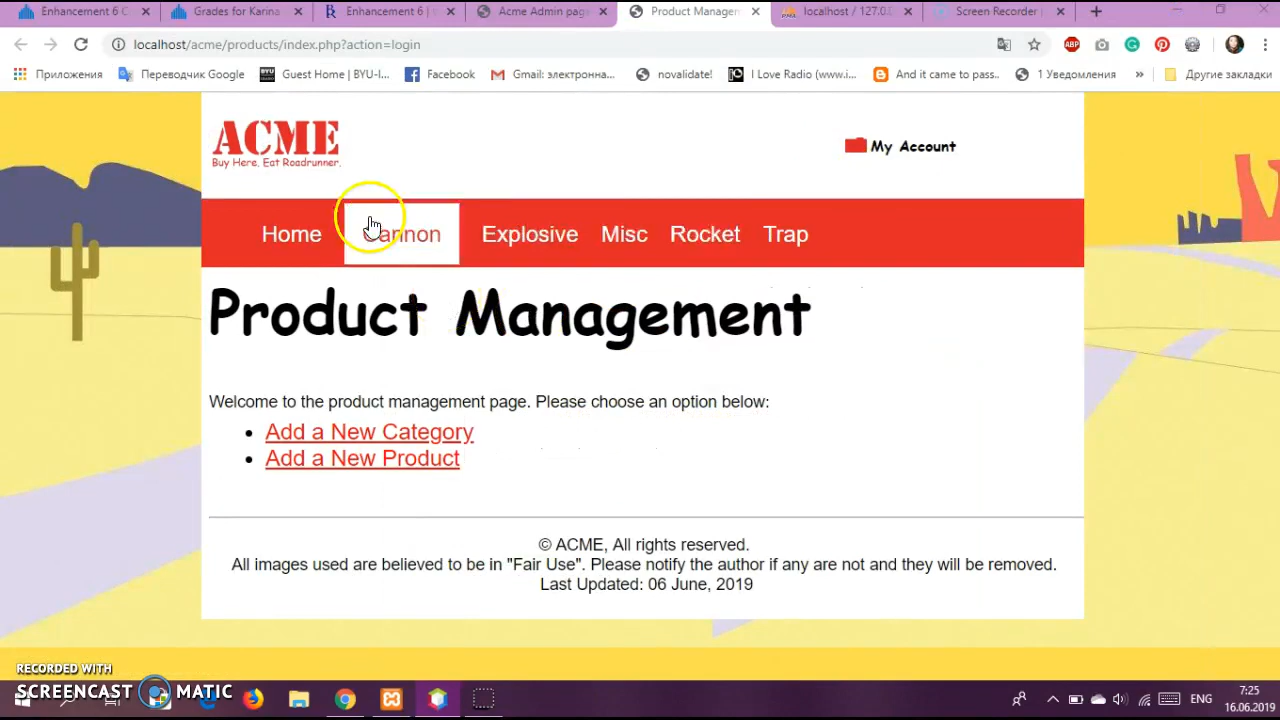 Enhancement 6 C
Grades for Karina
Enhancement 6 |
Acme Admin page
Product Managem
localhost / 127.0.
Screen Recorder
localhost/acme/products/index.php?action=login
ABP
Приложения
Переводчик Google
BYU
Guest Home | BYU-I...
Facebook
Gmail: электронна...
novalidate!
I Love Radio (www.i...
And it came to pass..
1 Уведомления
»
Другие закладки
ACME
Buy Here. Eat Roadrunner.
My Account
Home Cannon Explosive Misc Rocket Trap
Product Management
Welcome to the product management page. Please choose an option below:
Add a New Category
Add a New Product
© ACME, All rights reserved.
All images used are believed to be in "Fair Use". Please notify the author if any are not and they will be removed.
Last Updated: 06 June, 2019
RECORDED WITH
SCREENCAST MATIC
ENG
7:25
16.06.2019